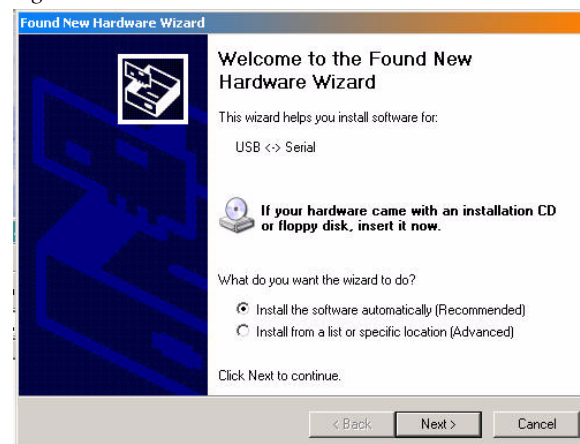 Found New Hardware Wizard
Welcome to the Found New
Hardware Wizard
This wizard helps you install software for:
USB <-> Serial
If your hardware came with an installation CD
or floppy disk, insert it now.
What do you want the wizard to do?
Install the software automatically (Recommended)
Install from a list or specific location (Advanced)
Click Next to continue.
< Back
Next >
Cancel